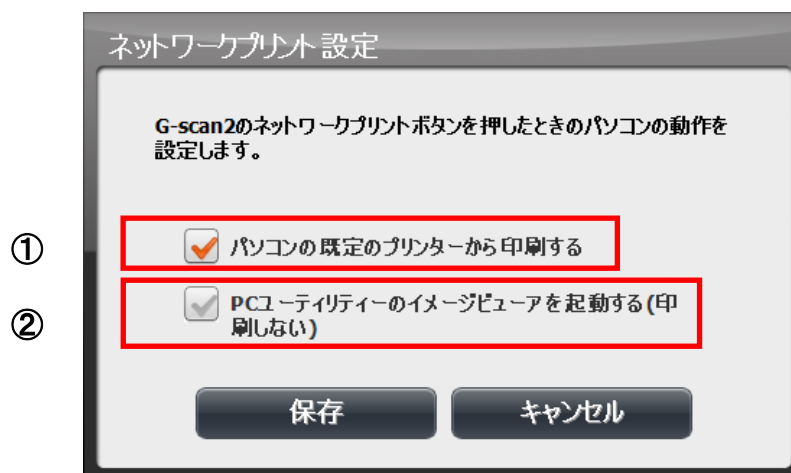 ネットワークプリント設定
G-scan2のネットワークプリントボタンを押したときのパソコンの動作を
設定します。
① パソコンの既定のプリンターから印刷する
② PCユーティリティーのイメージビューアを起動する(印
刷しない)
保存 キャンセル